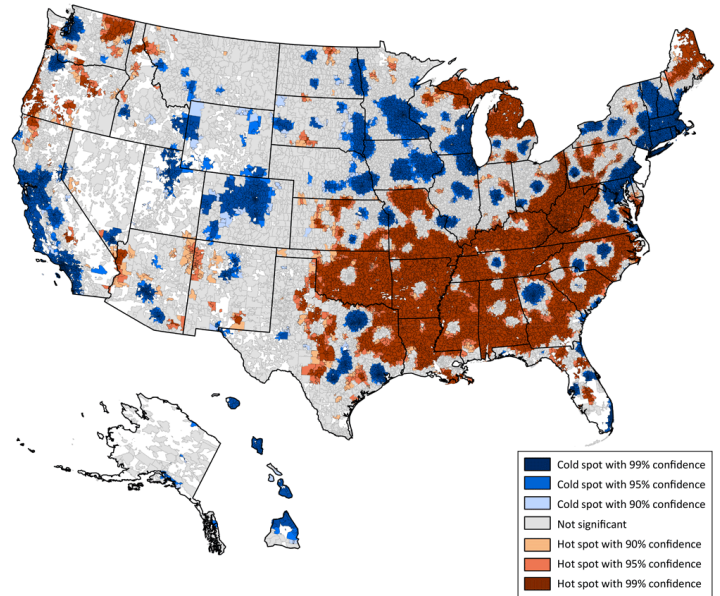 Cold spot with 99% confidence
Cold spot with 95% confidence
Cold spot with 90% confidence
Not significant
Hot spot with 90% confidence
Hot spot with 95% confidence
Hot spot with 99% confidence